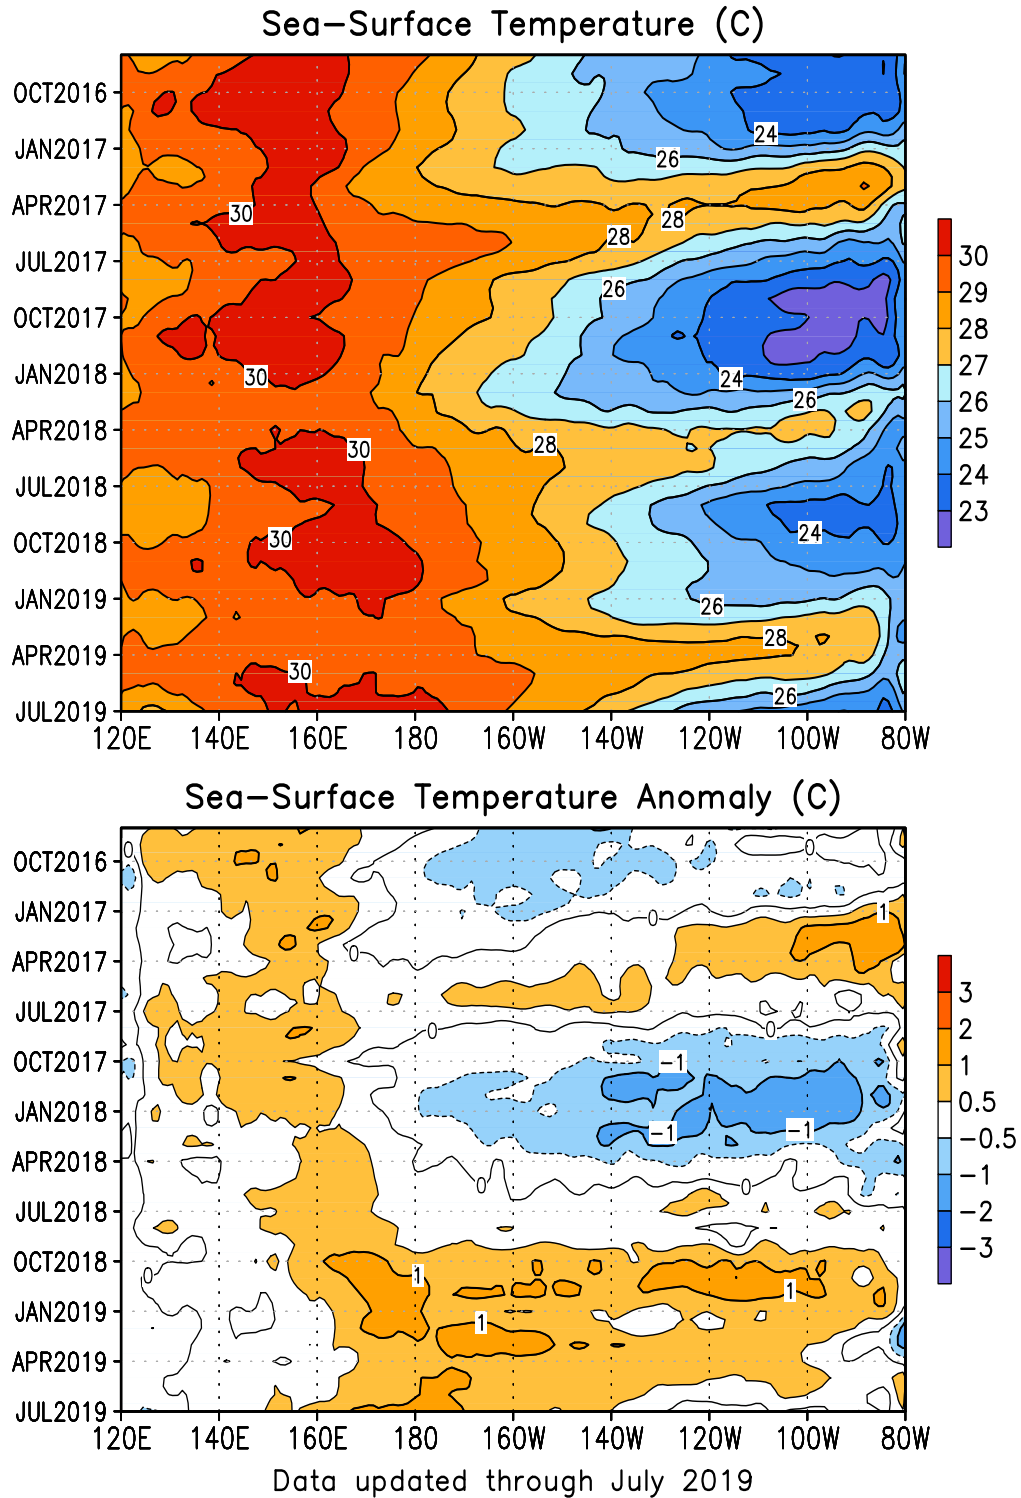 Sea-Surface Temperature (C)
OCT2016
JAN2017
APR2017
JUL2017
OCT2017
JAN2018
APR2018
JUL2018
OCT2018
JAN2019
APR2019
JUL2019
24
26
30
28
28
26
30
24
26
30
28
30
24
26
28
30
26
30
29
28
27
26
25
24
23
120E 140E 160E 180 160W 140W 120W 100W 80W
Sea-Surface Temperature Anomaly (C)
OCT2016
JAN2017
APR2017
JUL2017
OCT2017
JAN2018
APR2018
JUL2018
OCT2018
JAN2019
APR2019
JUL2019
0
0
1
0
0
0
0
-1
-1
-1
0
0
0
1
1
1
3
2
1
0.5
-0.5
-1
-2
-3
120E 140E 160E 180 160W 140W 120W 100W 80W
Data updated through July 2019